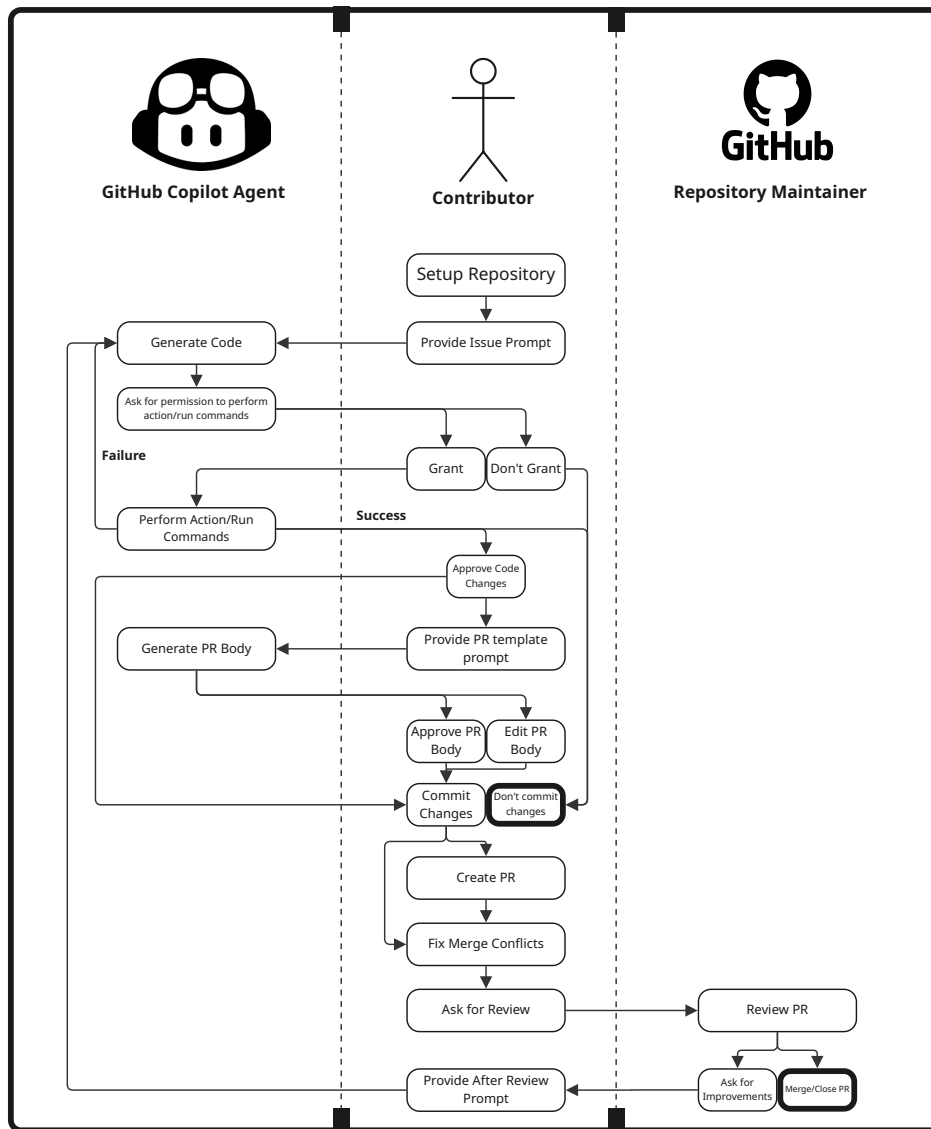 GitHub
GitHub Copilot Agent
Contributor
Repository Maintainer
Setup Repository
Generate Code
Provide Issue Prompt
Ask for permission to perform
action/run commands
Failure
Grant
Don't Grant
Perform Action/Run
Commands
Success
Approve Code
Changes
Generate PR Body
Provide PR template
prompt
Approve PR
Body
Edit PR
Body
Commit
Changes
Don't commit
changes
Create PR
Fix Merge Conflicts
Ask for Review
Review PR
Provide After Review
Prompt
Ask for
Improvements
Merge/Close PR